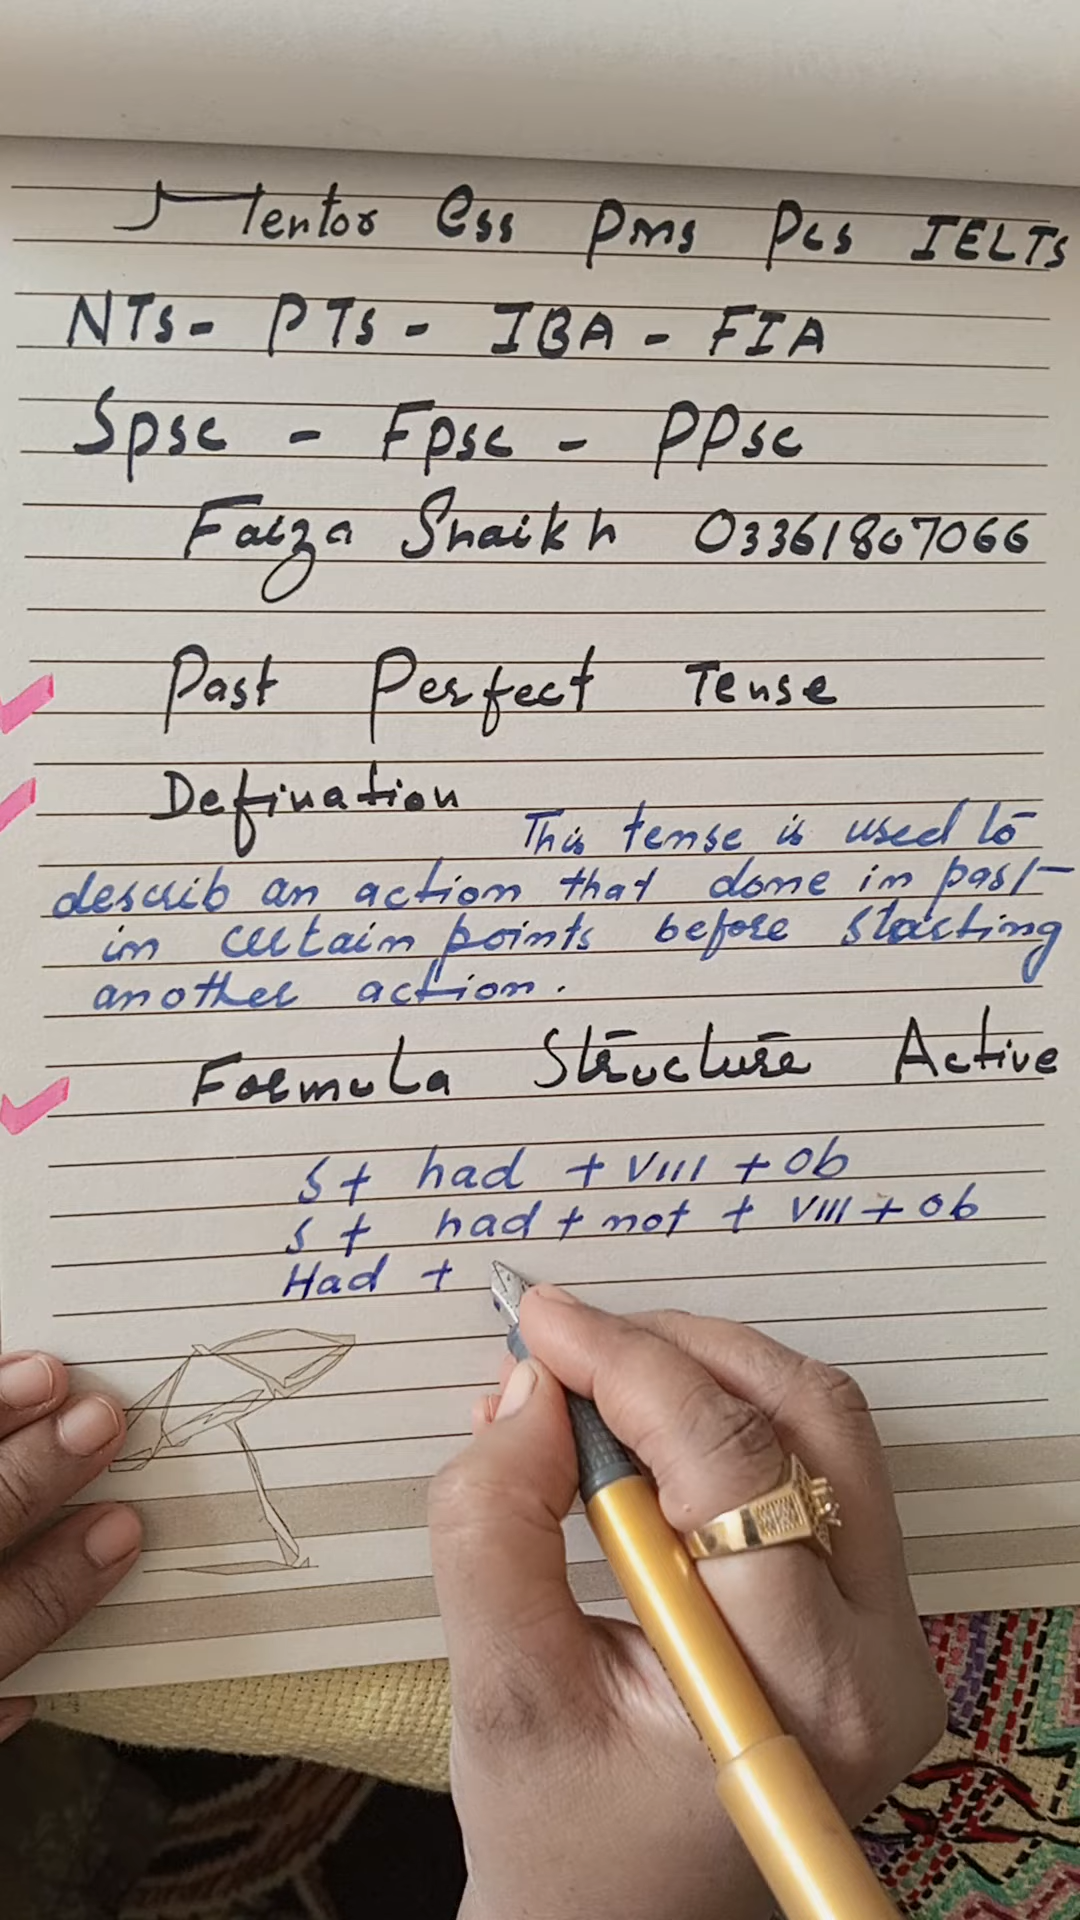 Mentor Css Pms Pcs IELTs
NTs- PTs - IBA - FIA
Spsc - Fpsc - PPsc
Faiza Shaikh 03361807066
Past Perfect Tense
Defination
This tense is used to
describ an action that done in past
in certain points before starting
another action.
Formula Structure Active
S + had + VIII + Ob
S + had + not + VIII + Ob
Had +